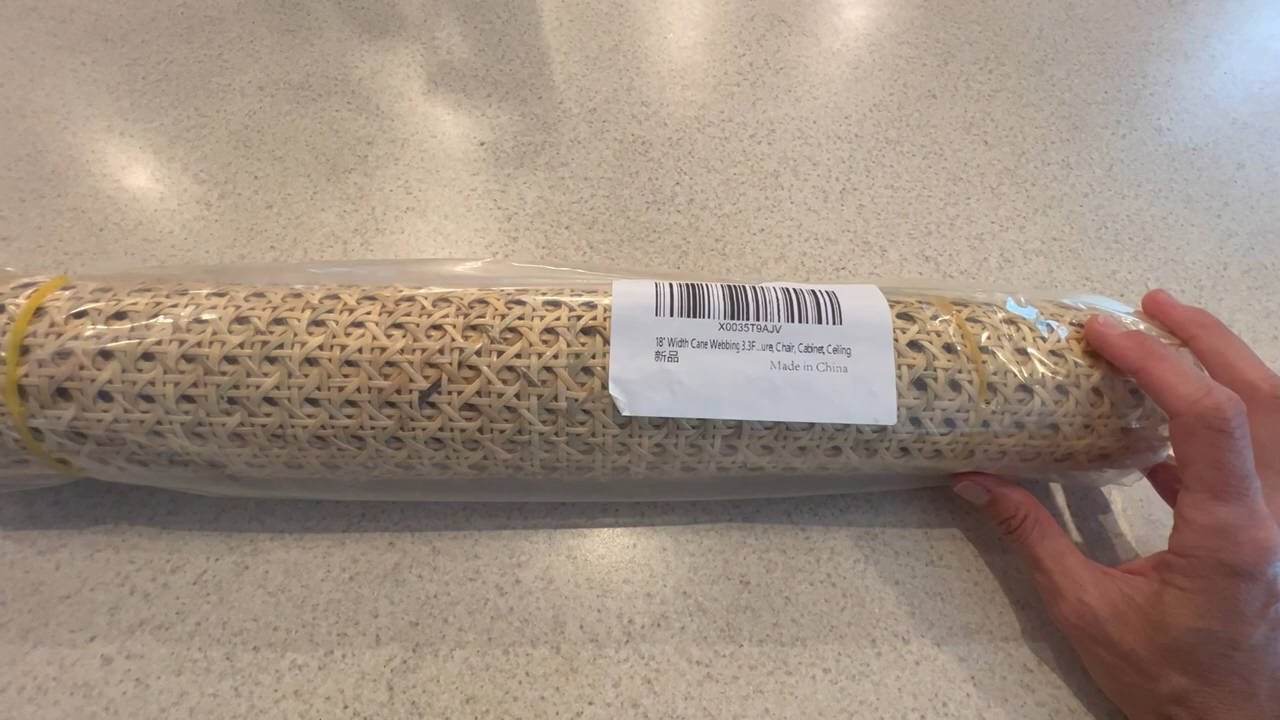 X0035T9AJV
18" Width Cane Webbing 3.3F...ure, Chair, Cabinet, Ceiling
新品
Made in China